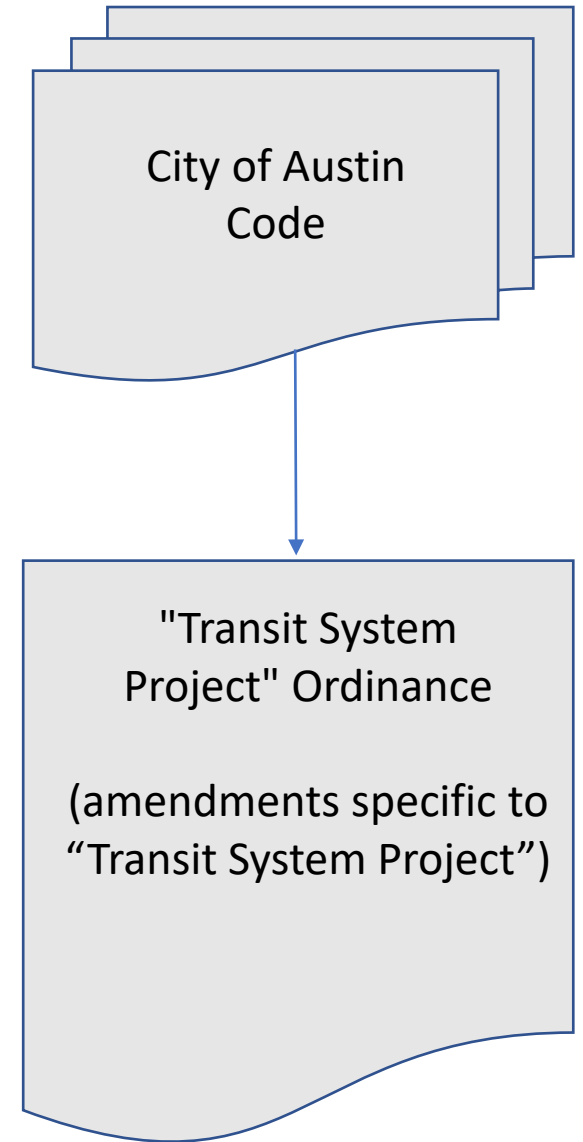 City of Austin
Code
"Transit System
Project" Ordinance
(amendments specific to
“Transit System Project”)